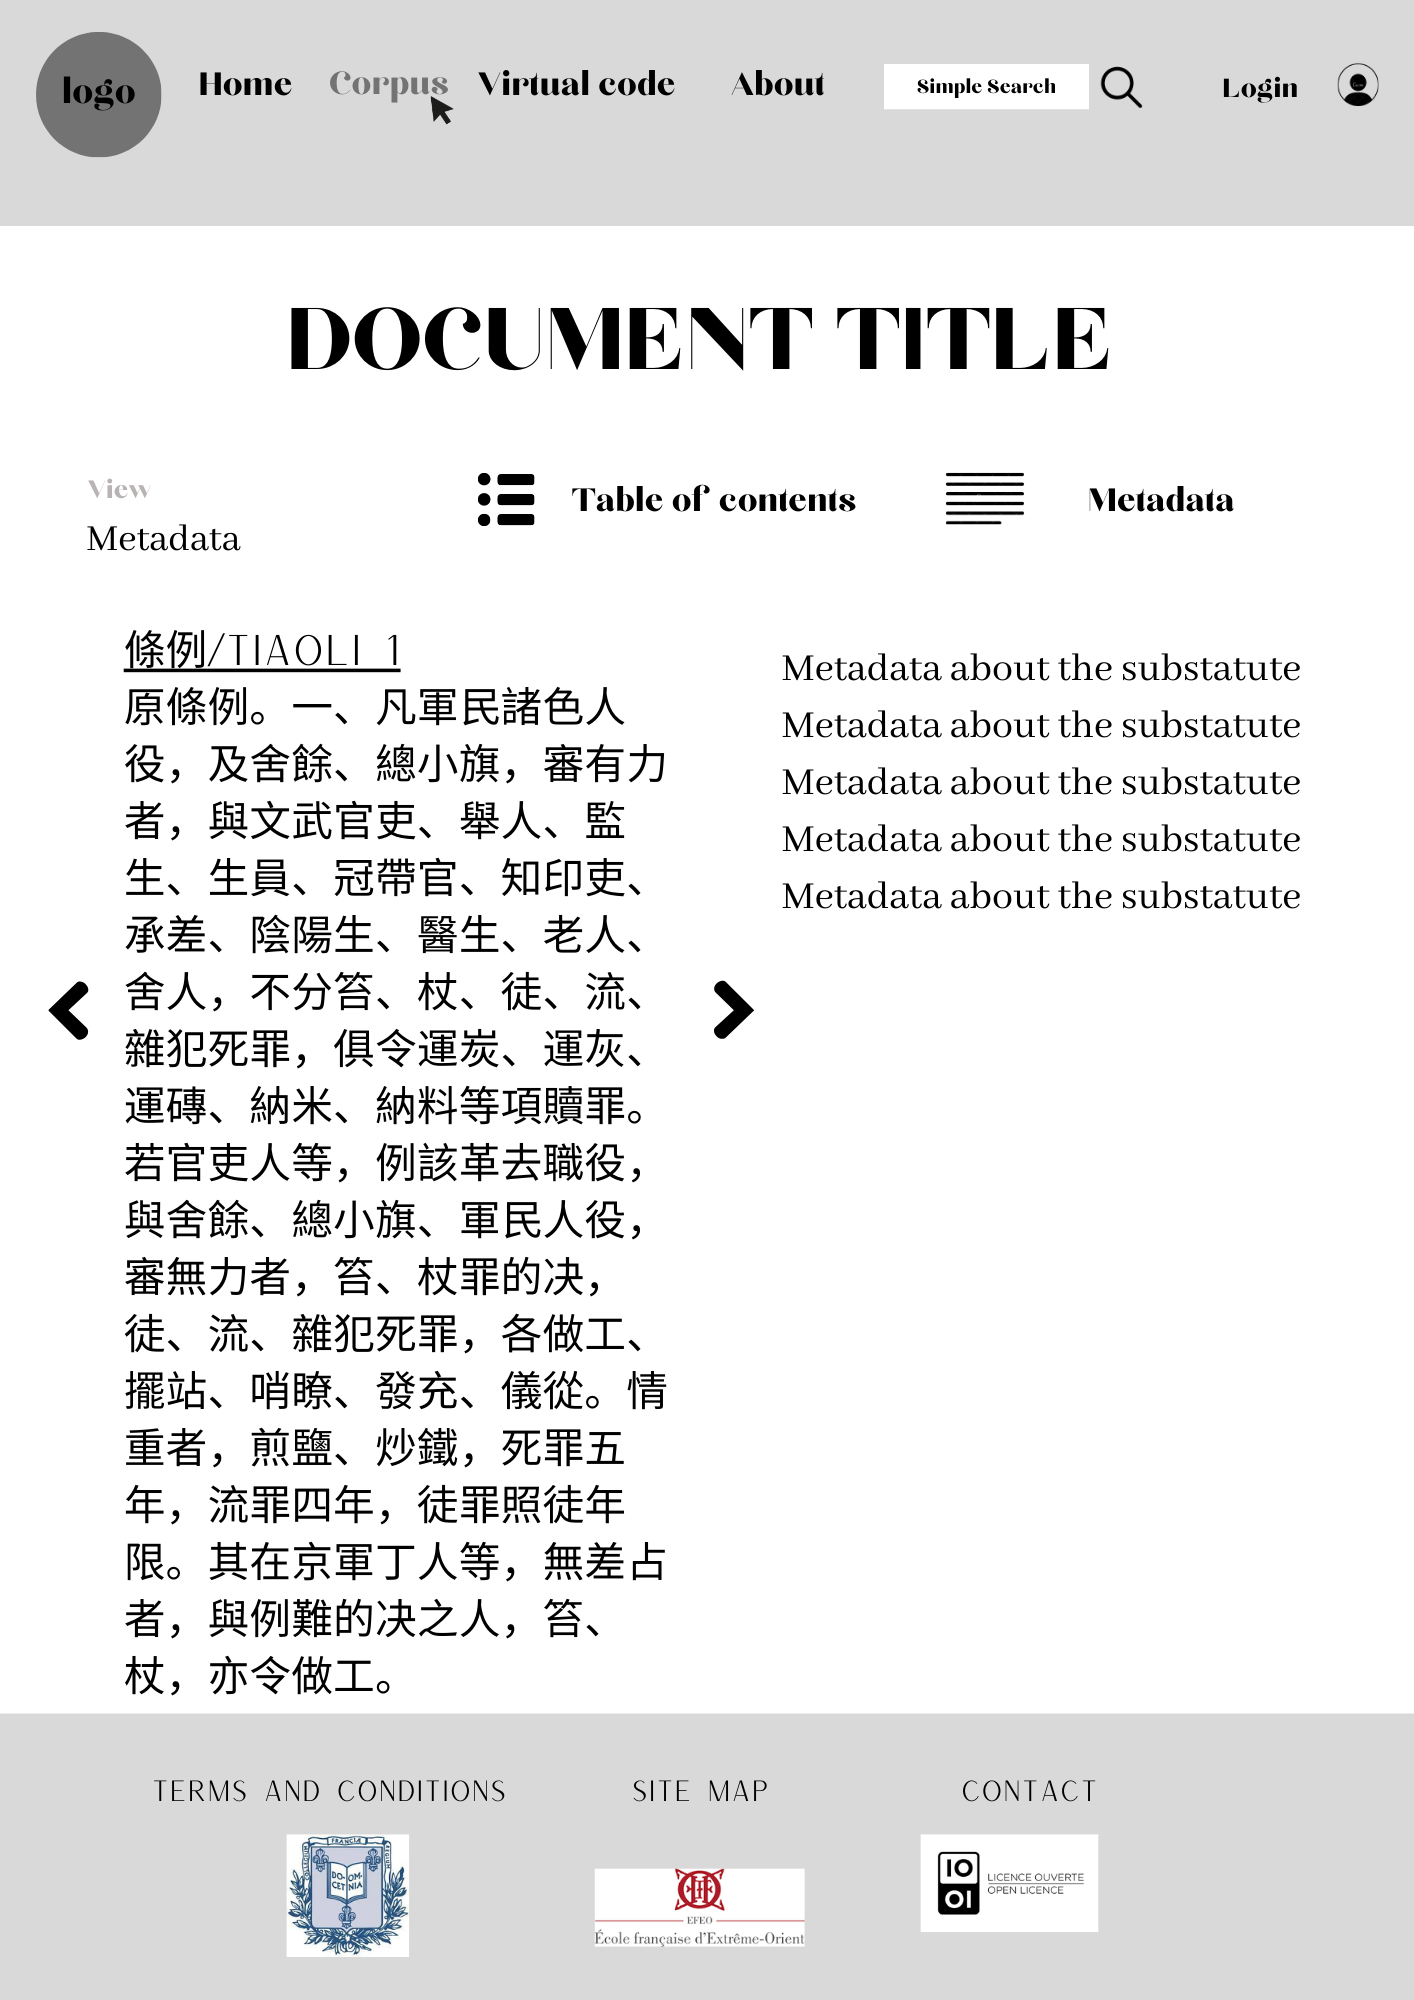 logo
Home
Corpus
Virtual code
About
Simple Search
Login
DOCUMENT TITLE
View
Metadata
Table of contents
Metadata
條例/TIAOLI 1
原條例。一、凡軍民諸色人
役，及舍餘、總小旗，審有力
者，與文武官吏、舉人、監
生、生員、冠帶官、知印吏、
承差、陰陽生、醫生、老人、
舍人，不分笞、杖、徒、流、
雜犯死罪，俱令運炭、運灰、
運磚、納米、納料等項贖罪。
若官吏人等，例該革去職役，
與舍餘、總小旗、軍民人役，
審無力者，笞、杖罪的決，
徒、流、雜犯死罪，各做工、
擺站、哨瞭、發充、儀從。情
重者，煎鹽、炒鐵，死罪五
年，流罪四年，徒罪照徒年
限。其在京軍丁人等，無差占
者，與例難的決之人，笞、
杖，亦令做工。
Metadata about the substatute
Metadata about the substatute
Metadata about the substatute
Metadata about the substatute
Metadata about the substatute
TERMS AND CONDITIONS
SITE MAP
CONTACT
COLLEGIUM FRANCIÆ REGIUM
DO OM
CET NIA
EFEO
École française d'Extrême-Orient
IO
OI
LICENCE OUVERTE
OPEN LICENCE